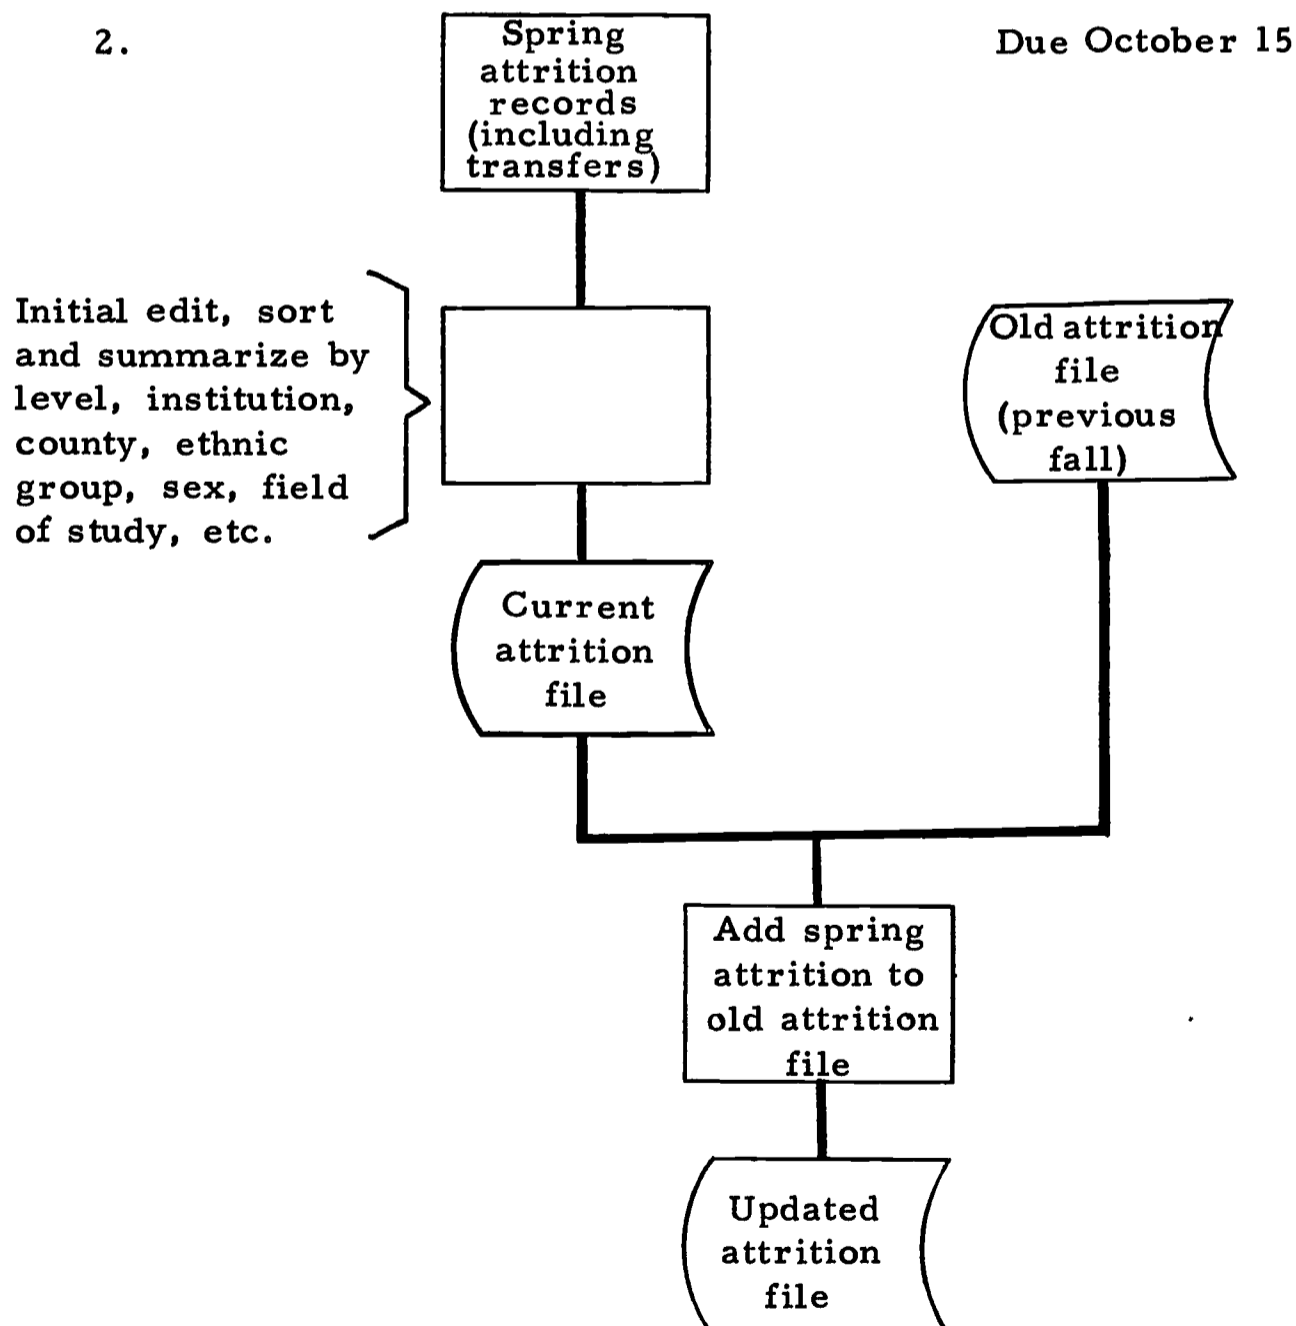 2.
Due October 15
Spring
attrition
records
(including
transfers)
Initial edit, sort
and summarize by
level, institution,
county, ethnic
group, sex, field
of study, etc.
Old attrition
file
(previous
fall)
Current
attrition
file
Add spring
attrition to
old attrition
file
Updated
attrition
file